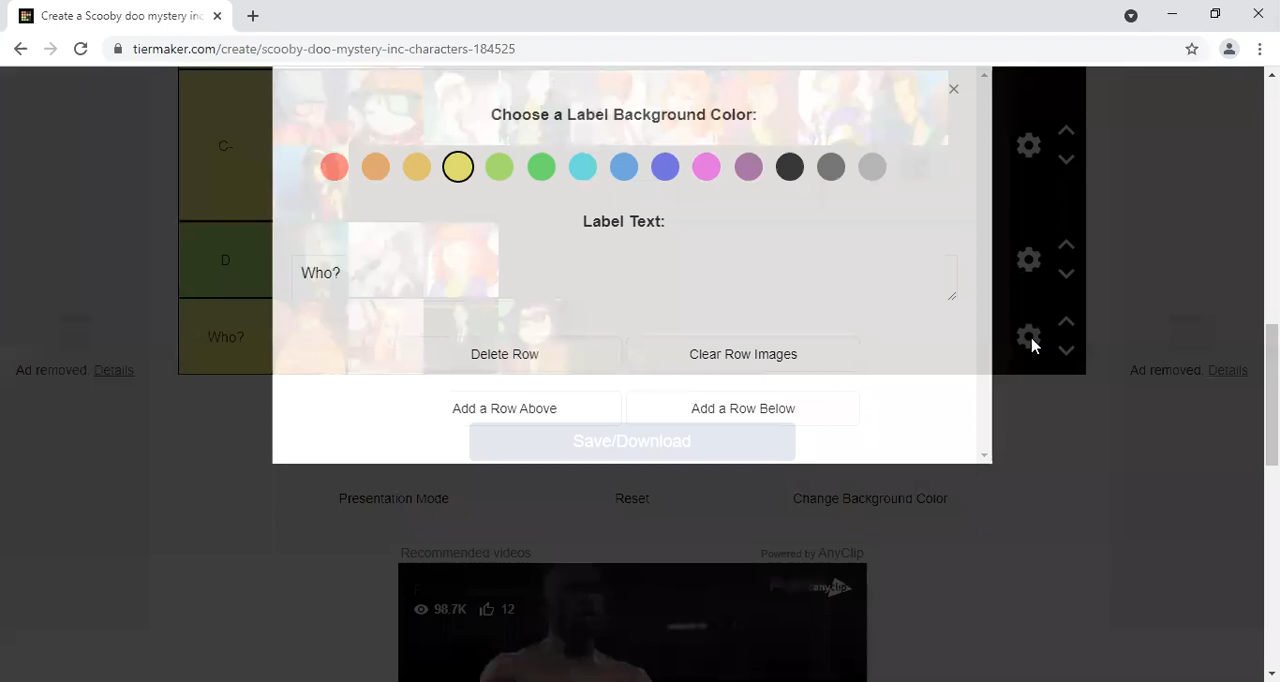 Create a Scooby doo mystery inc
tiermaker.com/create/scooby-doo-mystery-inc-characters-184525
Choose a Label Background Color:
C-
Label Text:
D
Who?
Who?
Delete Row
Clear Row Images
Ad removed. Details
Ad removed. Details
Add a Row Above
Add a Row Below
Save/Download
Presentation Mode
Reset
Change Background Color
Recommended videos
Powered by AnyClip
98.7K
12